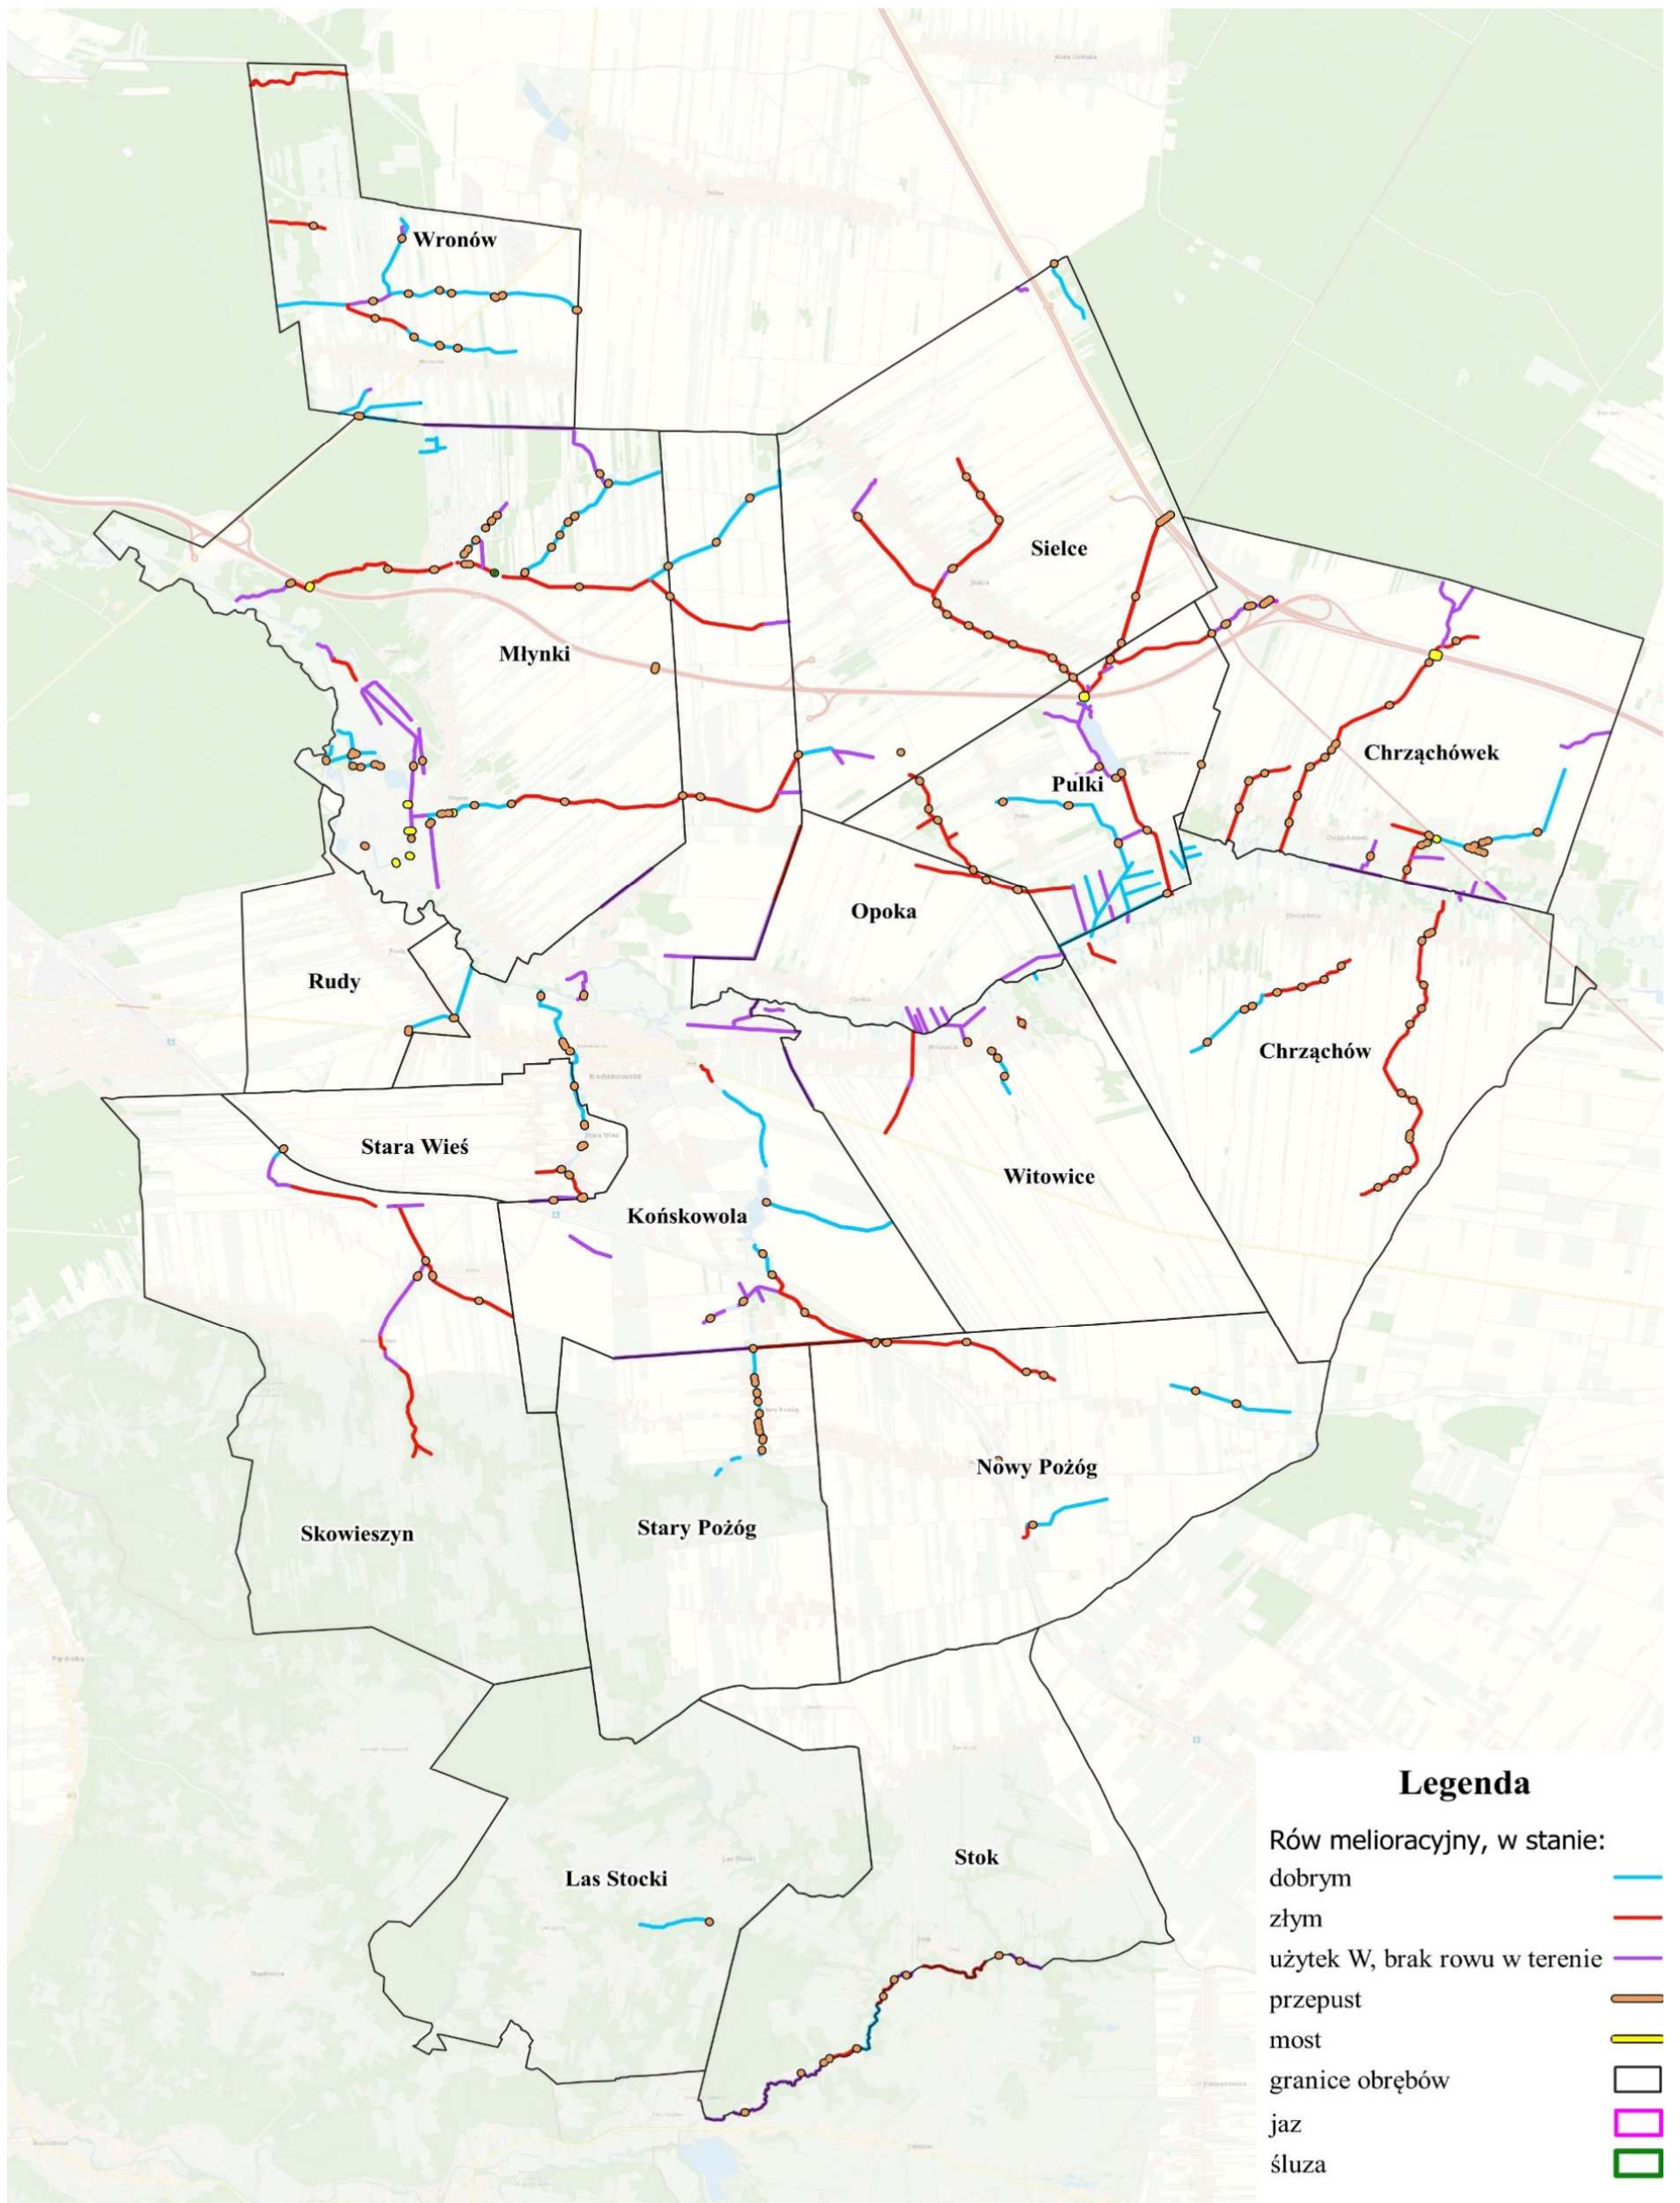 Wronów
Sielce
Młynki
Chrząchówek
Pulki
Opoka
Rudy
Chrząchów
Końskowola
Stara Wieś
Witowice
Końskowola
Nowy Pożóg
Stary Pożóg
Skowieszyn
Stok
Las Stocki
Legenda
Rów melioracyjny, w stanie:
dobrym
złym
użytek W, brak rowu w terenie
przepust
most
granice obrębów
jaz
śluza